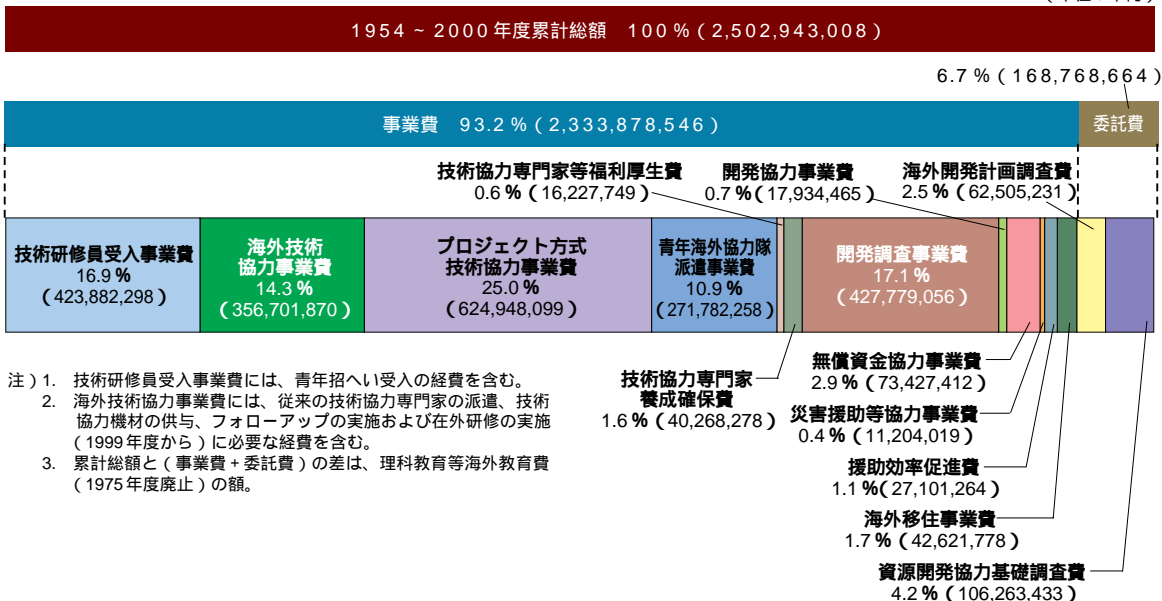 1954～2000年度累計総額 100%(2,502,943,008)
6.7%(168,768,664)
事業費 93.2%(2,333,878,546)
委託費
技術協力専門家等福利厚生費
0.6%(16,227,749)
開発協力事業費
0.7%(17,934,465)
海外開発計画調査費
2.5%(62,505,231)
技術研修員受入事業費
16.9%
(423,882,298)
海外技術
協力事業費
14.3%
(356,701,870)
プロジェクト方式
技術協力事業費
25.0%
(624,948,099)
青年海外協力隊
派遣事業費
10.9%
(271,782,258)
開発調査事業費
17.1%
(427,779,056)
注)1. 技術研修員受入事業費には、青年招へい受入の経費を含む。
2. 海外技術協力事業費には、従来の技術協力専門家の派遣、技術
協力機材の供与、フォローアップの実施および在外研修の実施
(1999年度から)に必要な経費を含む。
3. 累計総額と(事業費+委託費)の差は、理科教育等海外教育費
(1975年度廃止)の額。
技術協力専門家
養成確保費
1.6%(40,268,278)
無償資金協力事業費
2.9%(73,427,412)
災害援助等協力事業費
0.4%(11,204,019)
援助効率促進費
1.1%(27,101,264)
海外移住事業費
1.7%(42,621,778)
資源開発協力基礎調査費
4.2%(106,263,433)